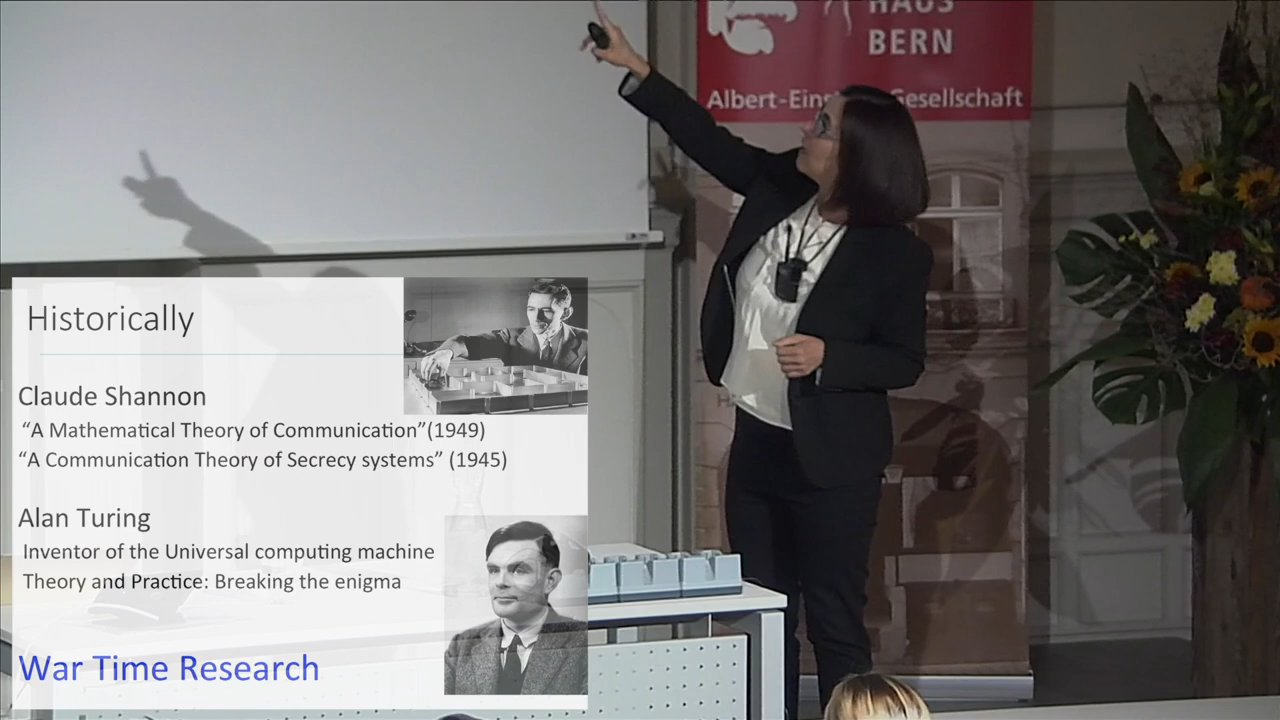 HAUS
BERN
Albert-Einst Gesellschaft
Historically
Claude Shannon
“A Mathematical Theory of Communication”(1949)
“A Communication Theory of Secrecy systems” (1945)
Alan Turing
Inventor of the Universal computing machine
Theory and Practice: Breaking the enigma
War Time Research